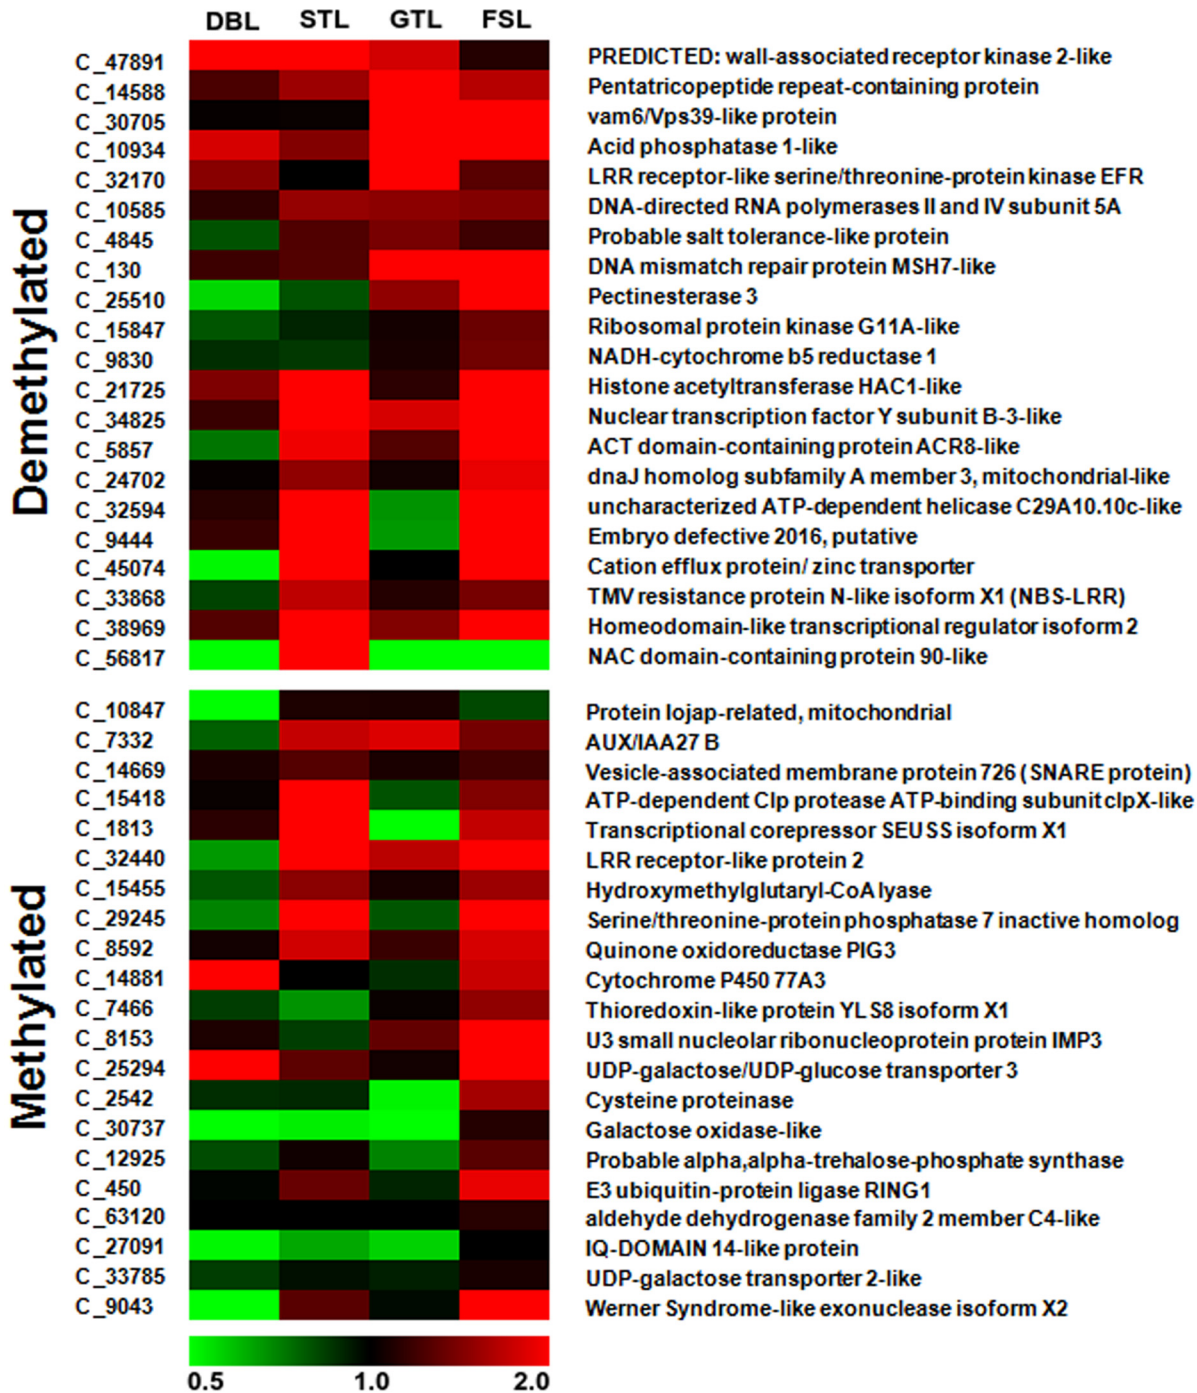 DBL STL GTL FSL
Demethylated
C_47891 PREDICTED: wall-associated receptor kinase 2-like
C_14588 Pentatricopeptide repeat-containing protein
C_30705 vam6/Vps39-like protein
C_10934 Acid phosphatase 1-like
C_32170 LRR receptor-like serine/threonine-protein kinase EFR
C_10585 DNA-directed RNA polymerases II and IV subunit 5A
C_4845 Probable salt tolerance-like protein
C_130 DNA mismatch repair protein MSH7-like
C_25510 Pectinesterase 3
C_15847 Ribosomal protein kinase G11A-like
C_9830 NADH-cytochrome b5 reductase 1
C_21725 Histone acetyltransferase HAC1-like
C_34825 Nuclear transcription factor Y subunit B-3-like
C_5857 ACT domain-containing protein ACR8-like
C_24702 dnaJ homolog subfamily A member 3, mitochondrial-like
C_32594 uncharacterized ATP-dependent helicase C29A10.10c-like
C_9444 Embryo defective 2016, putative
C_45074 Cation efflux protein/ zinc transporter
C_33868 TMV resistance protein N-like isoform X1 (NBS-LRR)
C_38969 Homeodomain-like transcriptional regulator isoform 2
C_56817 NAC domain-containing protein 90-like
Methylated
C_10847 Protein Iojap-related, mitochondrial
C_7332 AUX/IAA27 B
C_14669 Vesicle-associated membrane protein 726 ( SNARE protein)
C_15418 ATP-dependent Clp protease ATP-binding subunit clpX-like
C_1813 Transcriptional corepressor SEUSS isoform X1
C_32440 LRR receptor-like protein 2
C_15455 Hydroxymethylglutaryl-CoA lyase
C_29245 Serine/threonine-protein phosphatase 7 inactive homolog
C_8592 Quinone oxidoreductase PIG3
C_14881 Cytochrome P450 77A3
C_7466 Thioredoxin-like protein YLS8 isoform X1
C_8153 U3 small nucleolar ribonucleoprotein protein IMP3
C_25294 UDP-galactose/UDP-glucose transporter 3
C_2542 Cysteine proteinase
C_30737 Galactose oxidase-like
C_12925 Probable alpha,alpha-trehalose-phosphate synthase
C_450 E3 ubiquitin-protein ligase RING1
C_63120 aldehyde dehydrogenase family 2 member C4-like
C_27091 IQ-DOMAIN 14-like protein
C_33785 UDP-galactose transporter 2-like
C_9043 Werner Syndrome-like exonuclease isoform X2
0.5 1.0 2.0